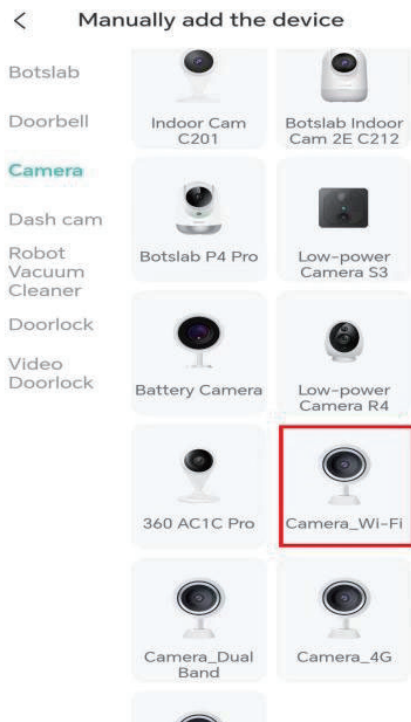 Manually add the device
Botslab
Doorbell
Camera
Dash cam
Robot
Vacuum
Cleaner
Doorlock
Video
Doorlock
Indoor Cam
C201
Botslab Indoor
Cam 2E C212
Botslab P4 Pro
Low-power
Camera S3
Battery Camera
Low-power
Camera R4
360 AC1C Pro
Camera_Wi-Fi
Camera_Dual
Band
Camera_4G